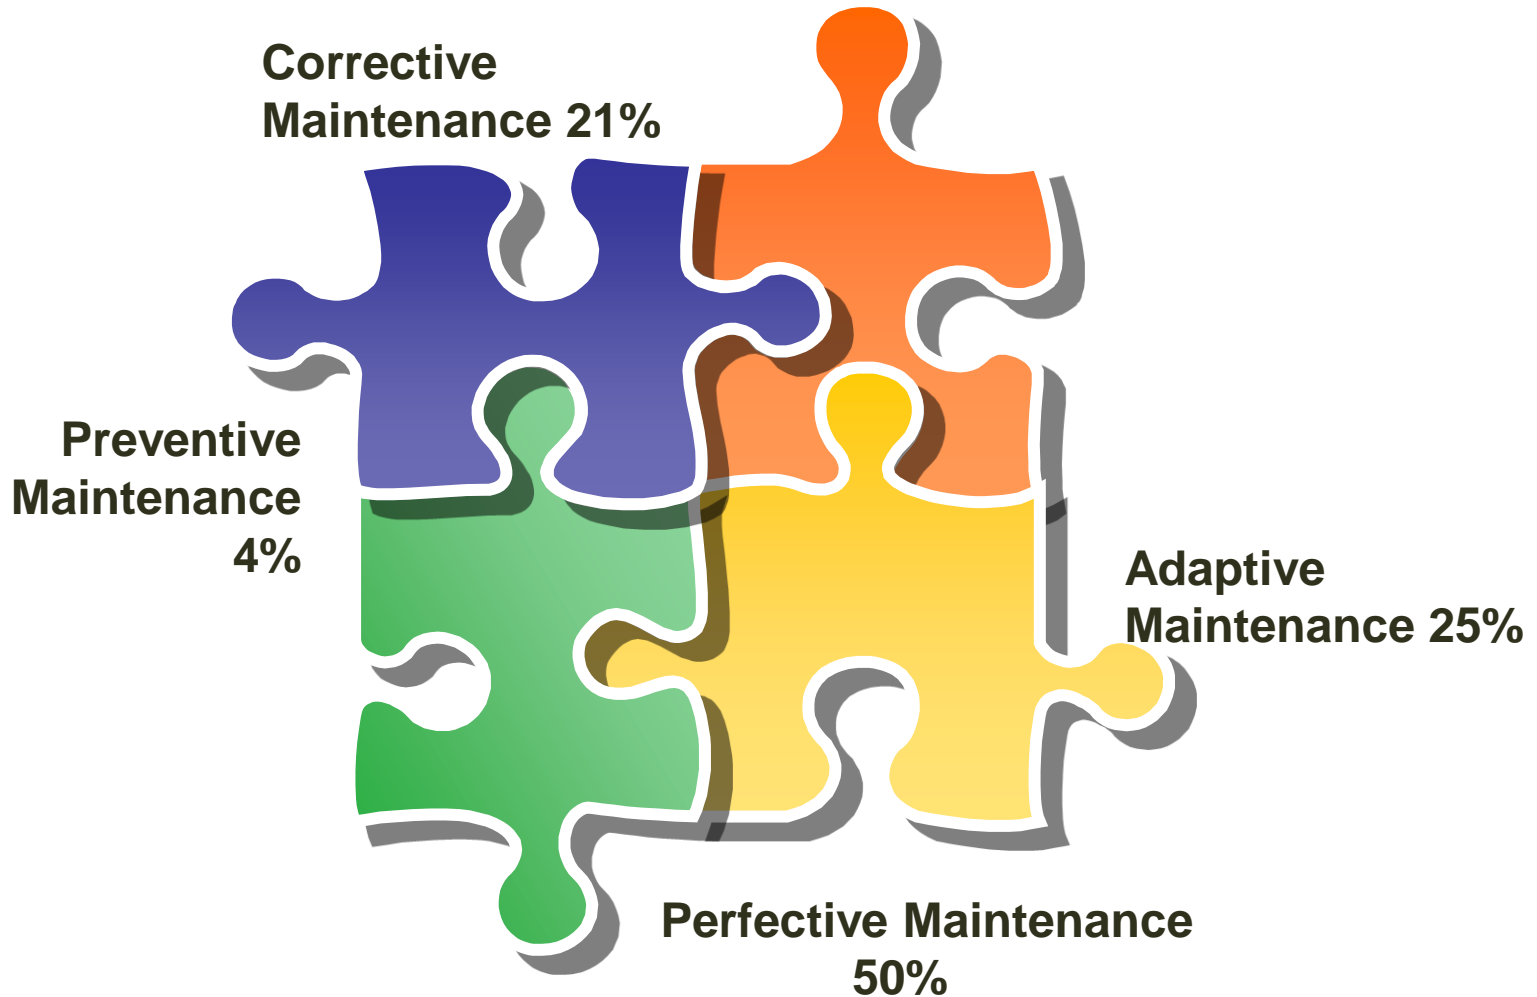 Corrective
Maintenance 21%
Preventive
Maintenance
4%
Adaptive
Maintenance 25%
Perfective Maintenance
50%